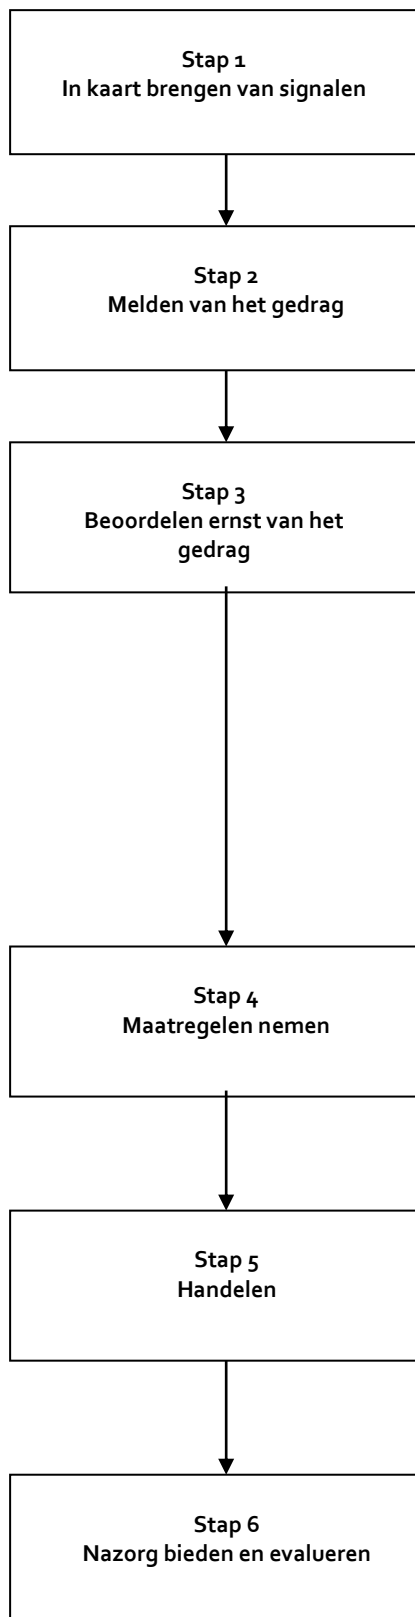 Stap 1
In kaart brengen van signalen
Stap 2
Melden van het gedrag
Stap 3
Beoordelen ernst van het
gedrag
Stap 4
Maatregelen nemen
Stap 5
Handelen
Stap 6
Nazorg bieden en evalueren